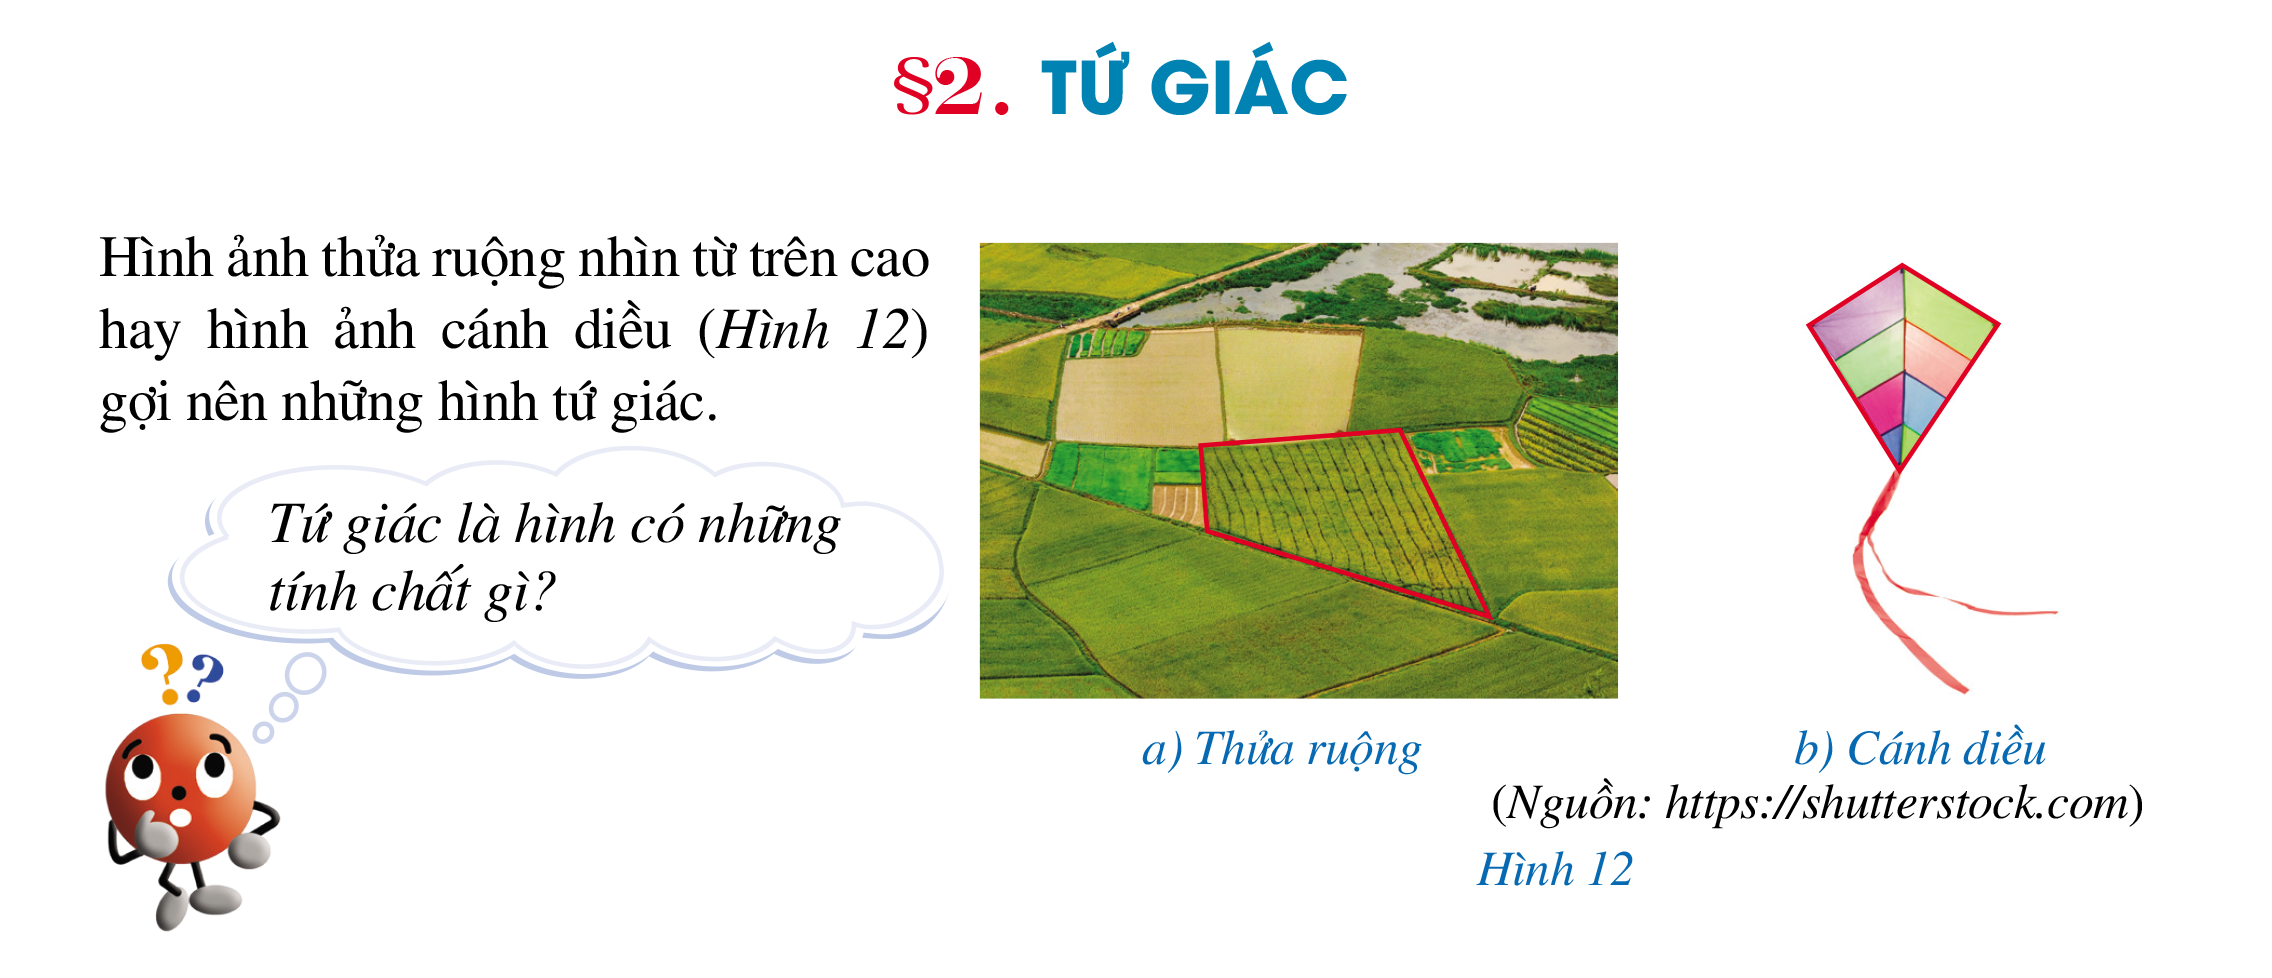 §2. TỨ GIÁC
Hình ảnh thửa ruộng nhìn từ trên cao
hay hình ảnh cánh diều (Hình 12)
gợi nên những hình tứ giác.
Tứ giác là hình có những
tính chất gì?
??
a) Thửa ruộng
b) Cánh diều
(Nguồn: https://shutterstock.com)
Hình 12